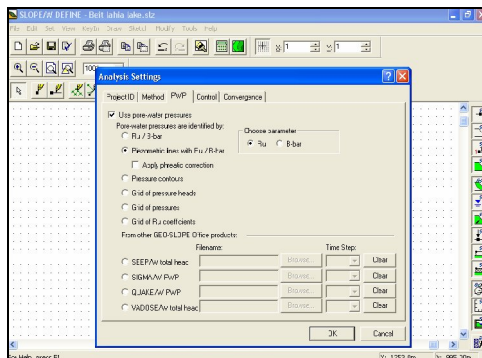 SLOPE/W DEFINE - Beit lahia lake.slz
File Edit Set View KeyIn Draw Sketch Modify Tools Help
1 1
100%
Analysis Settings
Project ID Method PWP Control Convergence
Use pore-water pressures
Pore-water pressures are identified by:
Choose parameter
Ru / B-bar
Ru B-bar
Piezometric lines with Ru / B-bar
Apply phreatic correction
Pressure contours
Grid of pressure heads
Grid of pressures
Grid of Ru coefficients
From other GEO-SLOPE Office products:
Filename: Time Step:
SEEP/W total head Browse... Clear
SIGMA/W PWP Browse... Clear
QUAKE/W PWP Browse... Clear
VADOSE/W total head Browse... Clear
OK Cancel
For Help, press F1